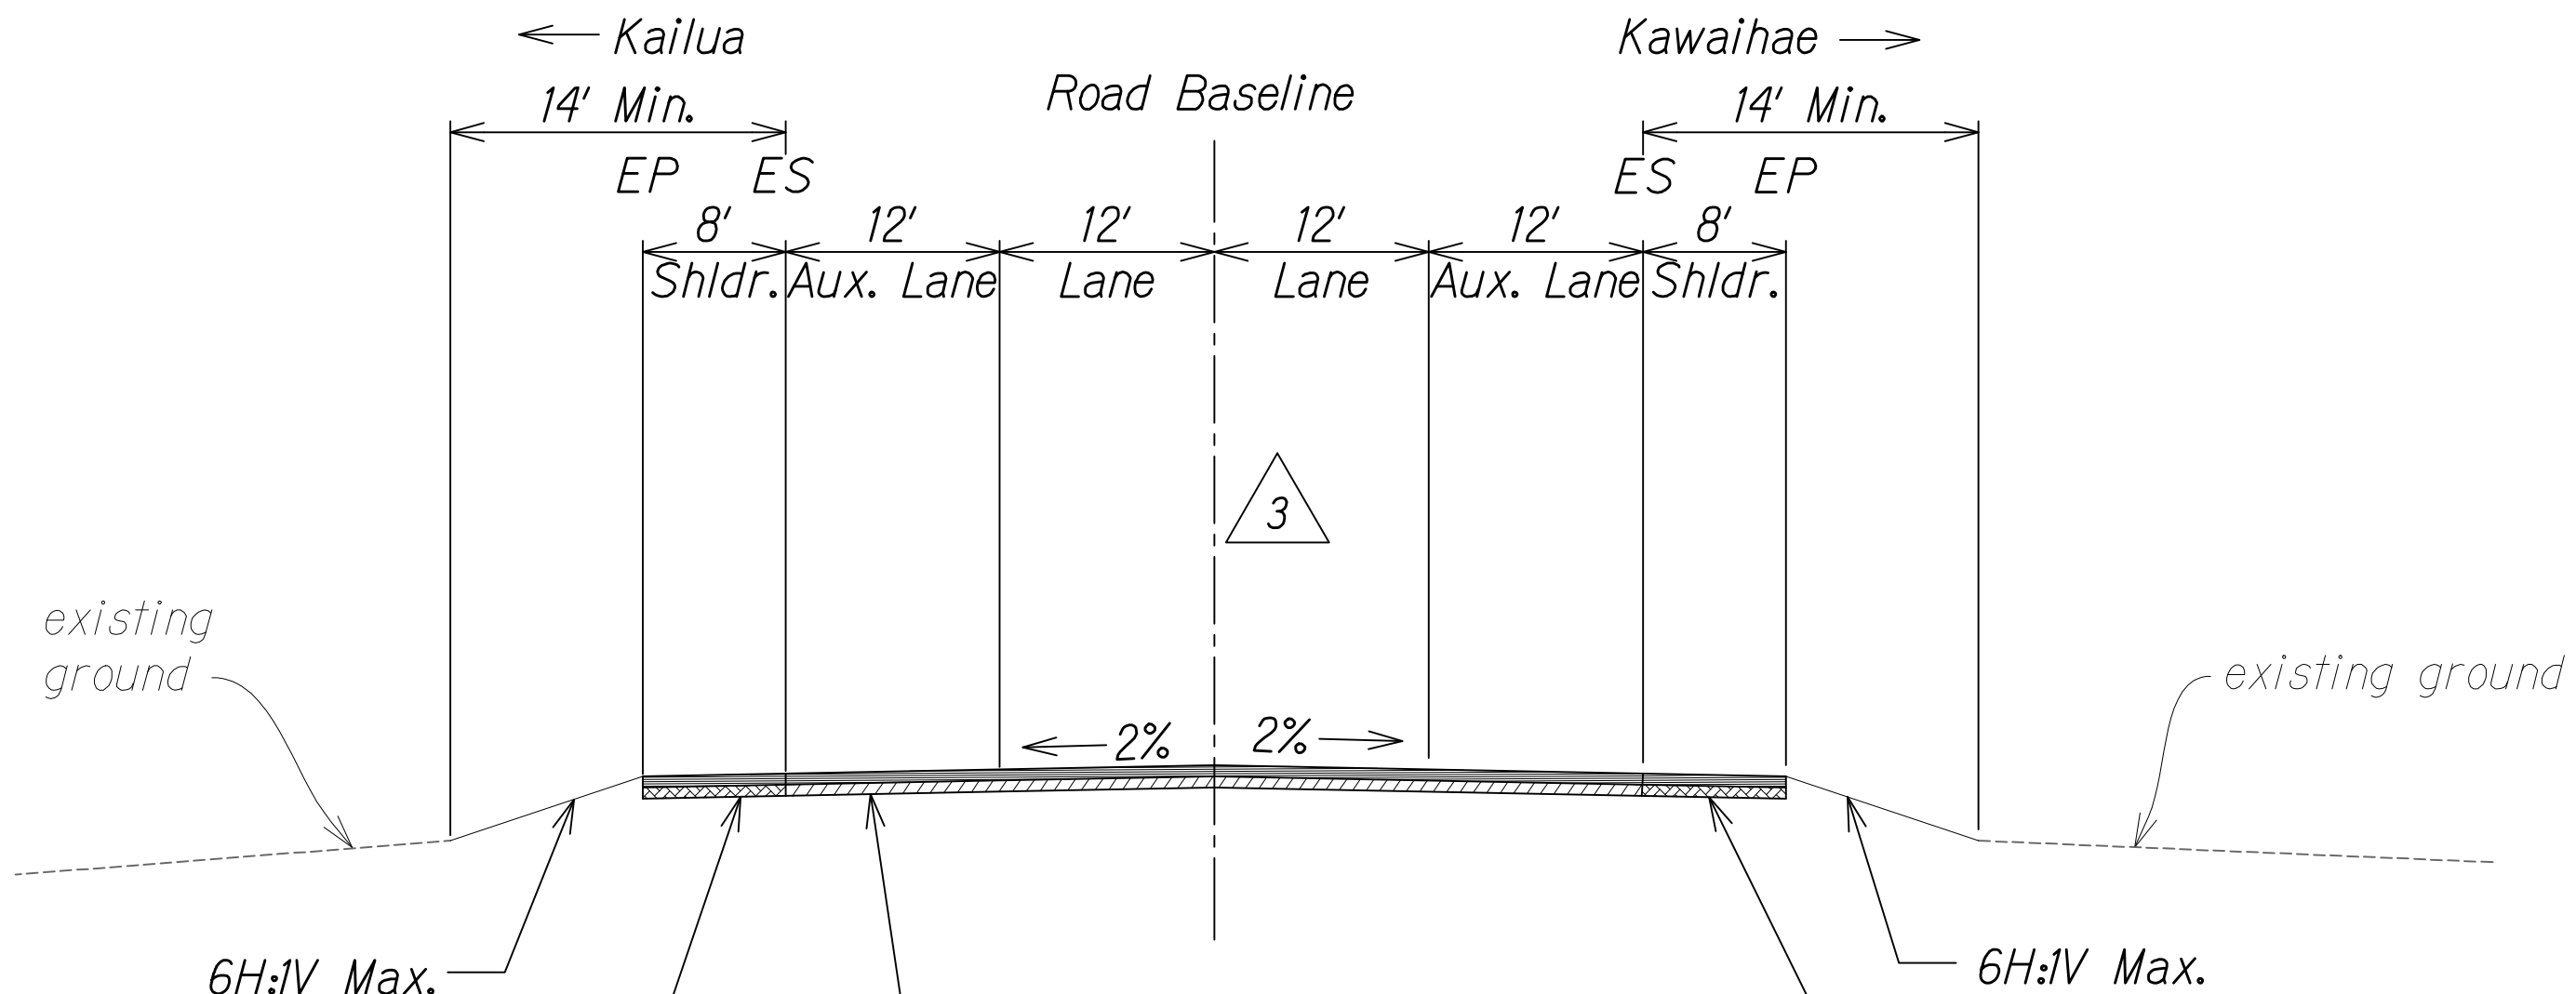 Kailua
Kawaihae
Road Baseline
14' Min.
14' Min.
EP ES
ES EP
8' 12' 12' 12' 12' 8'
Shldr. Aux. Lane Lane Lane Aux. Lane Shldr.
3
existing
ground
existing ground
2% 2%
6H:1V Max.
6H:1V Max.